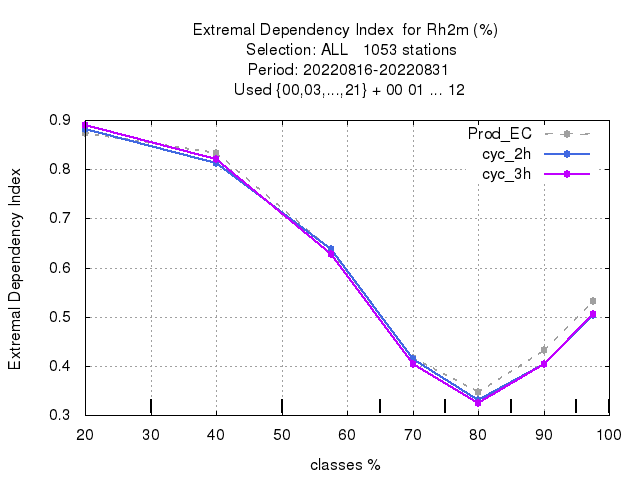 Extremal Dependency Index  for Rh2m (%)
Selection: ALL   1053 stations
Period: 20220816-20220831
Used {00,03,...,21} + 00 01 ... 12
Prod_EC
cyc_2h
cyc_3h
Extremal Dependency Index
0.9
0.8
0.7
0.6
0.5
0.4
0.3
20 30 40 50 60 70 80 90 100
classes %